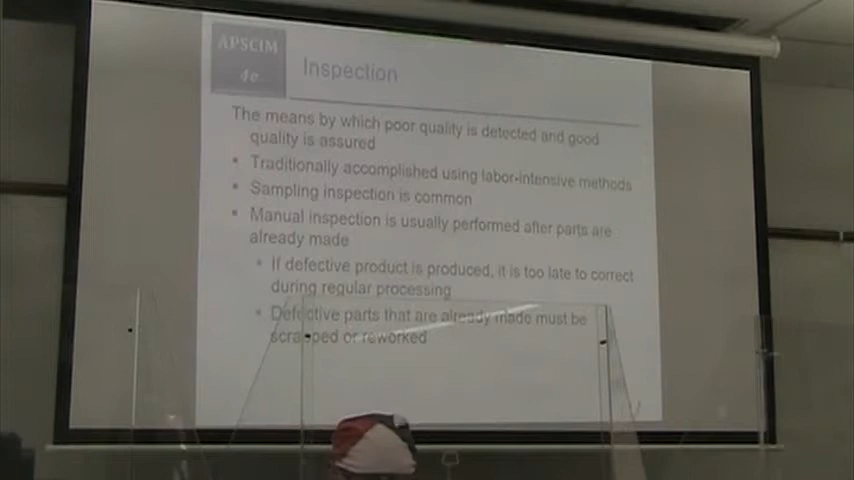 APSCIM
4e
Inspection
The means by which poor quality is detected and good
quality is assured
▪ Traditionally accomplished using labor-intensive methods
▪ Sampling inspection is common
▪ Manual inspection is usually performed after parts are
already made
▪ If defective product is produced, it is too late to correct
during regular processing
▪ Defective parts that are already made must be
scrapped or reworked